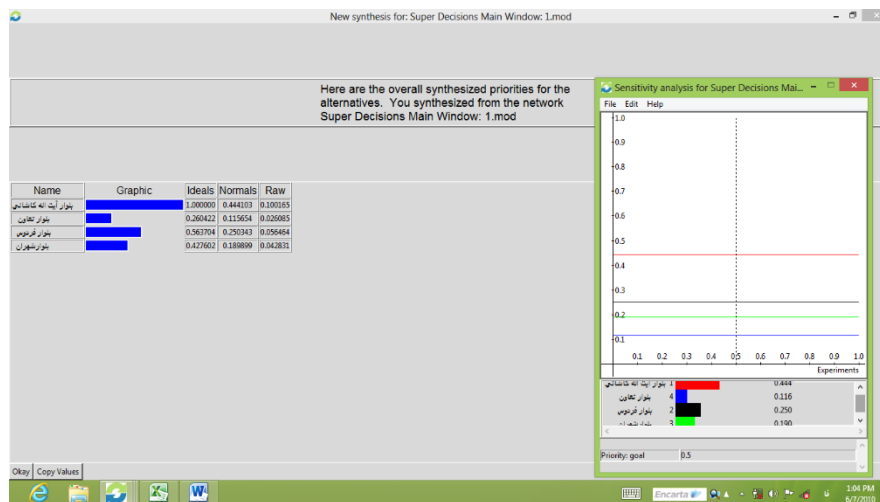 New synthesis for: Super Decisions Main Window: 1.mod
Here are the overall synthesized priorities for the
alternatives. You synthesized from the network
Super Decisions Main Window: 1.mod
Name Graphic Ideals Normals Raw
بلوار آیت اله کاشانی 1.000000 0.444103 0.100165
بلوار تعاون 0.260422 0.115654 0.026085
بلوار فردوس 0.563704 0.250343 0.056464
بلوارشهران 0.427602 0.189899 0.042831
Okay Copy Values
Sensitivity analysis for Super Decisions Mai...
File Edit Help
1.0
0.9
0.8
0.7
0.6
0.5
0.4
0.3
0.2
0.1
0.1 0.2 0.3 0.4 0.5 0.6 0.7 0.8 0.9 1.0
Experiments
بلوار آیت اله کاشانی 1 0.444
بلوار تعاون 4 0.116
بلوار فردوس 2 0.250
بلوارشهران 3 0.190
Priority: goal 0.5
Encarta
1:04 PM
6/7/2010